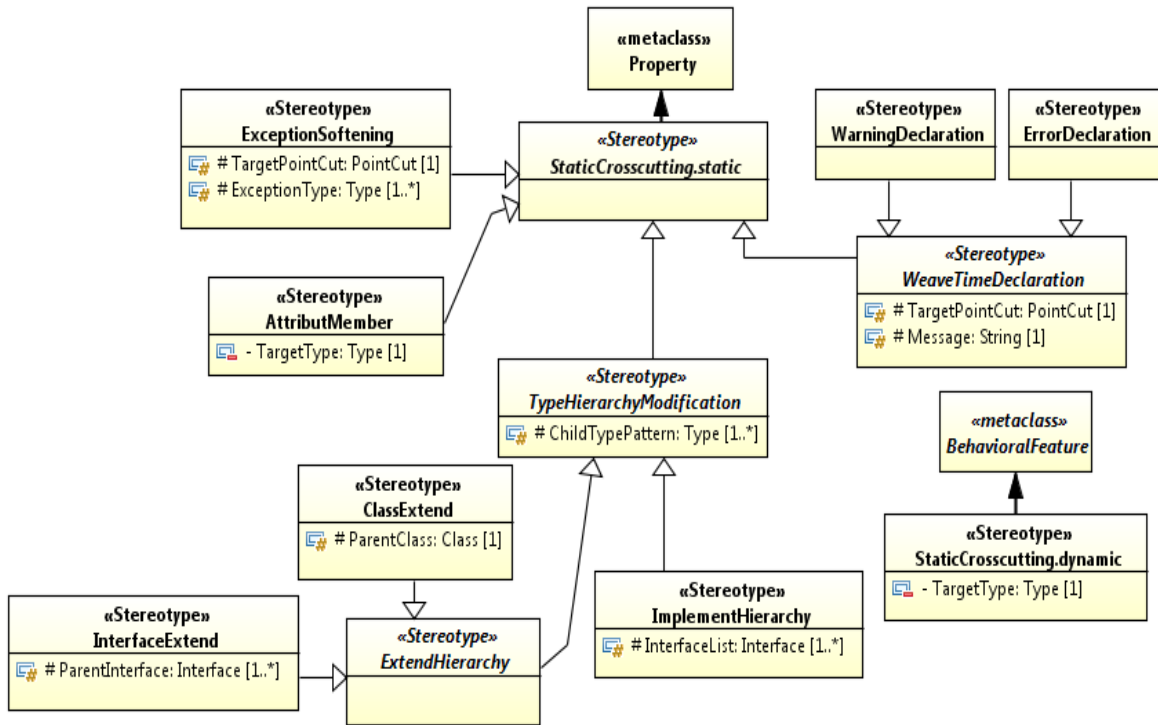 «metaclass»
Property
«Stereotype»
ExceptionSoftening
# TargetPointCut: PointCut [1]
# ExceptionType: Type [1..*]
«Stereotype»
StaticCrosscutting.static
«Stereotype»
WarningDeclaration
«Stereotype»
ErrorDeclaration
«Stereotype»
WeaveTimeDeclaration
# TargetPointCut: PointCut [1]
# Message: String [1]
«Stereotype»
AttributMember
- TargetType: Type [1]
«Stereotype»
TypeHierarchyModification
# ChildTypePattern: Type [1..*]
«metaclass»
BehavioralFeature
«Stereotype»
ClassExtend
# ParentClass: Class [1]
«Stereotype»
StaticCrosscutting.dynamic
- TargetType: Type [1]
«Stereotype»
ImplementHierarchy
# InterfaceList: Interface [1..*]
«Stereotype»
InterfaceExtend
# ParentInterface: Interface [1..*]
«Stereotype»
ExtendHierarchy